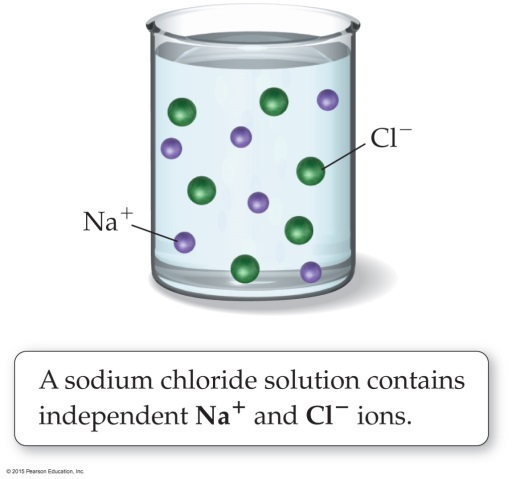 Cl⁻
Na⁺
A sodium chloride solution contains
independent Na⁺ and Cl⁻ ions.
© 2015 Pearson Education, Inc.